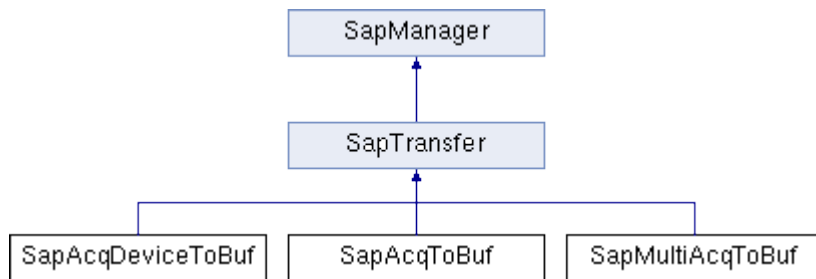 SapManager
SapTransfer
SapAcqDeviceToBuf
SapAcqToBuf
SapMultiAcqToBuf